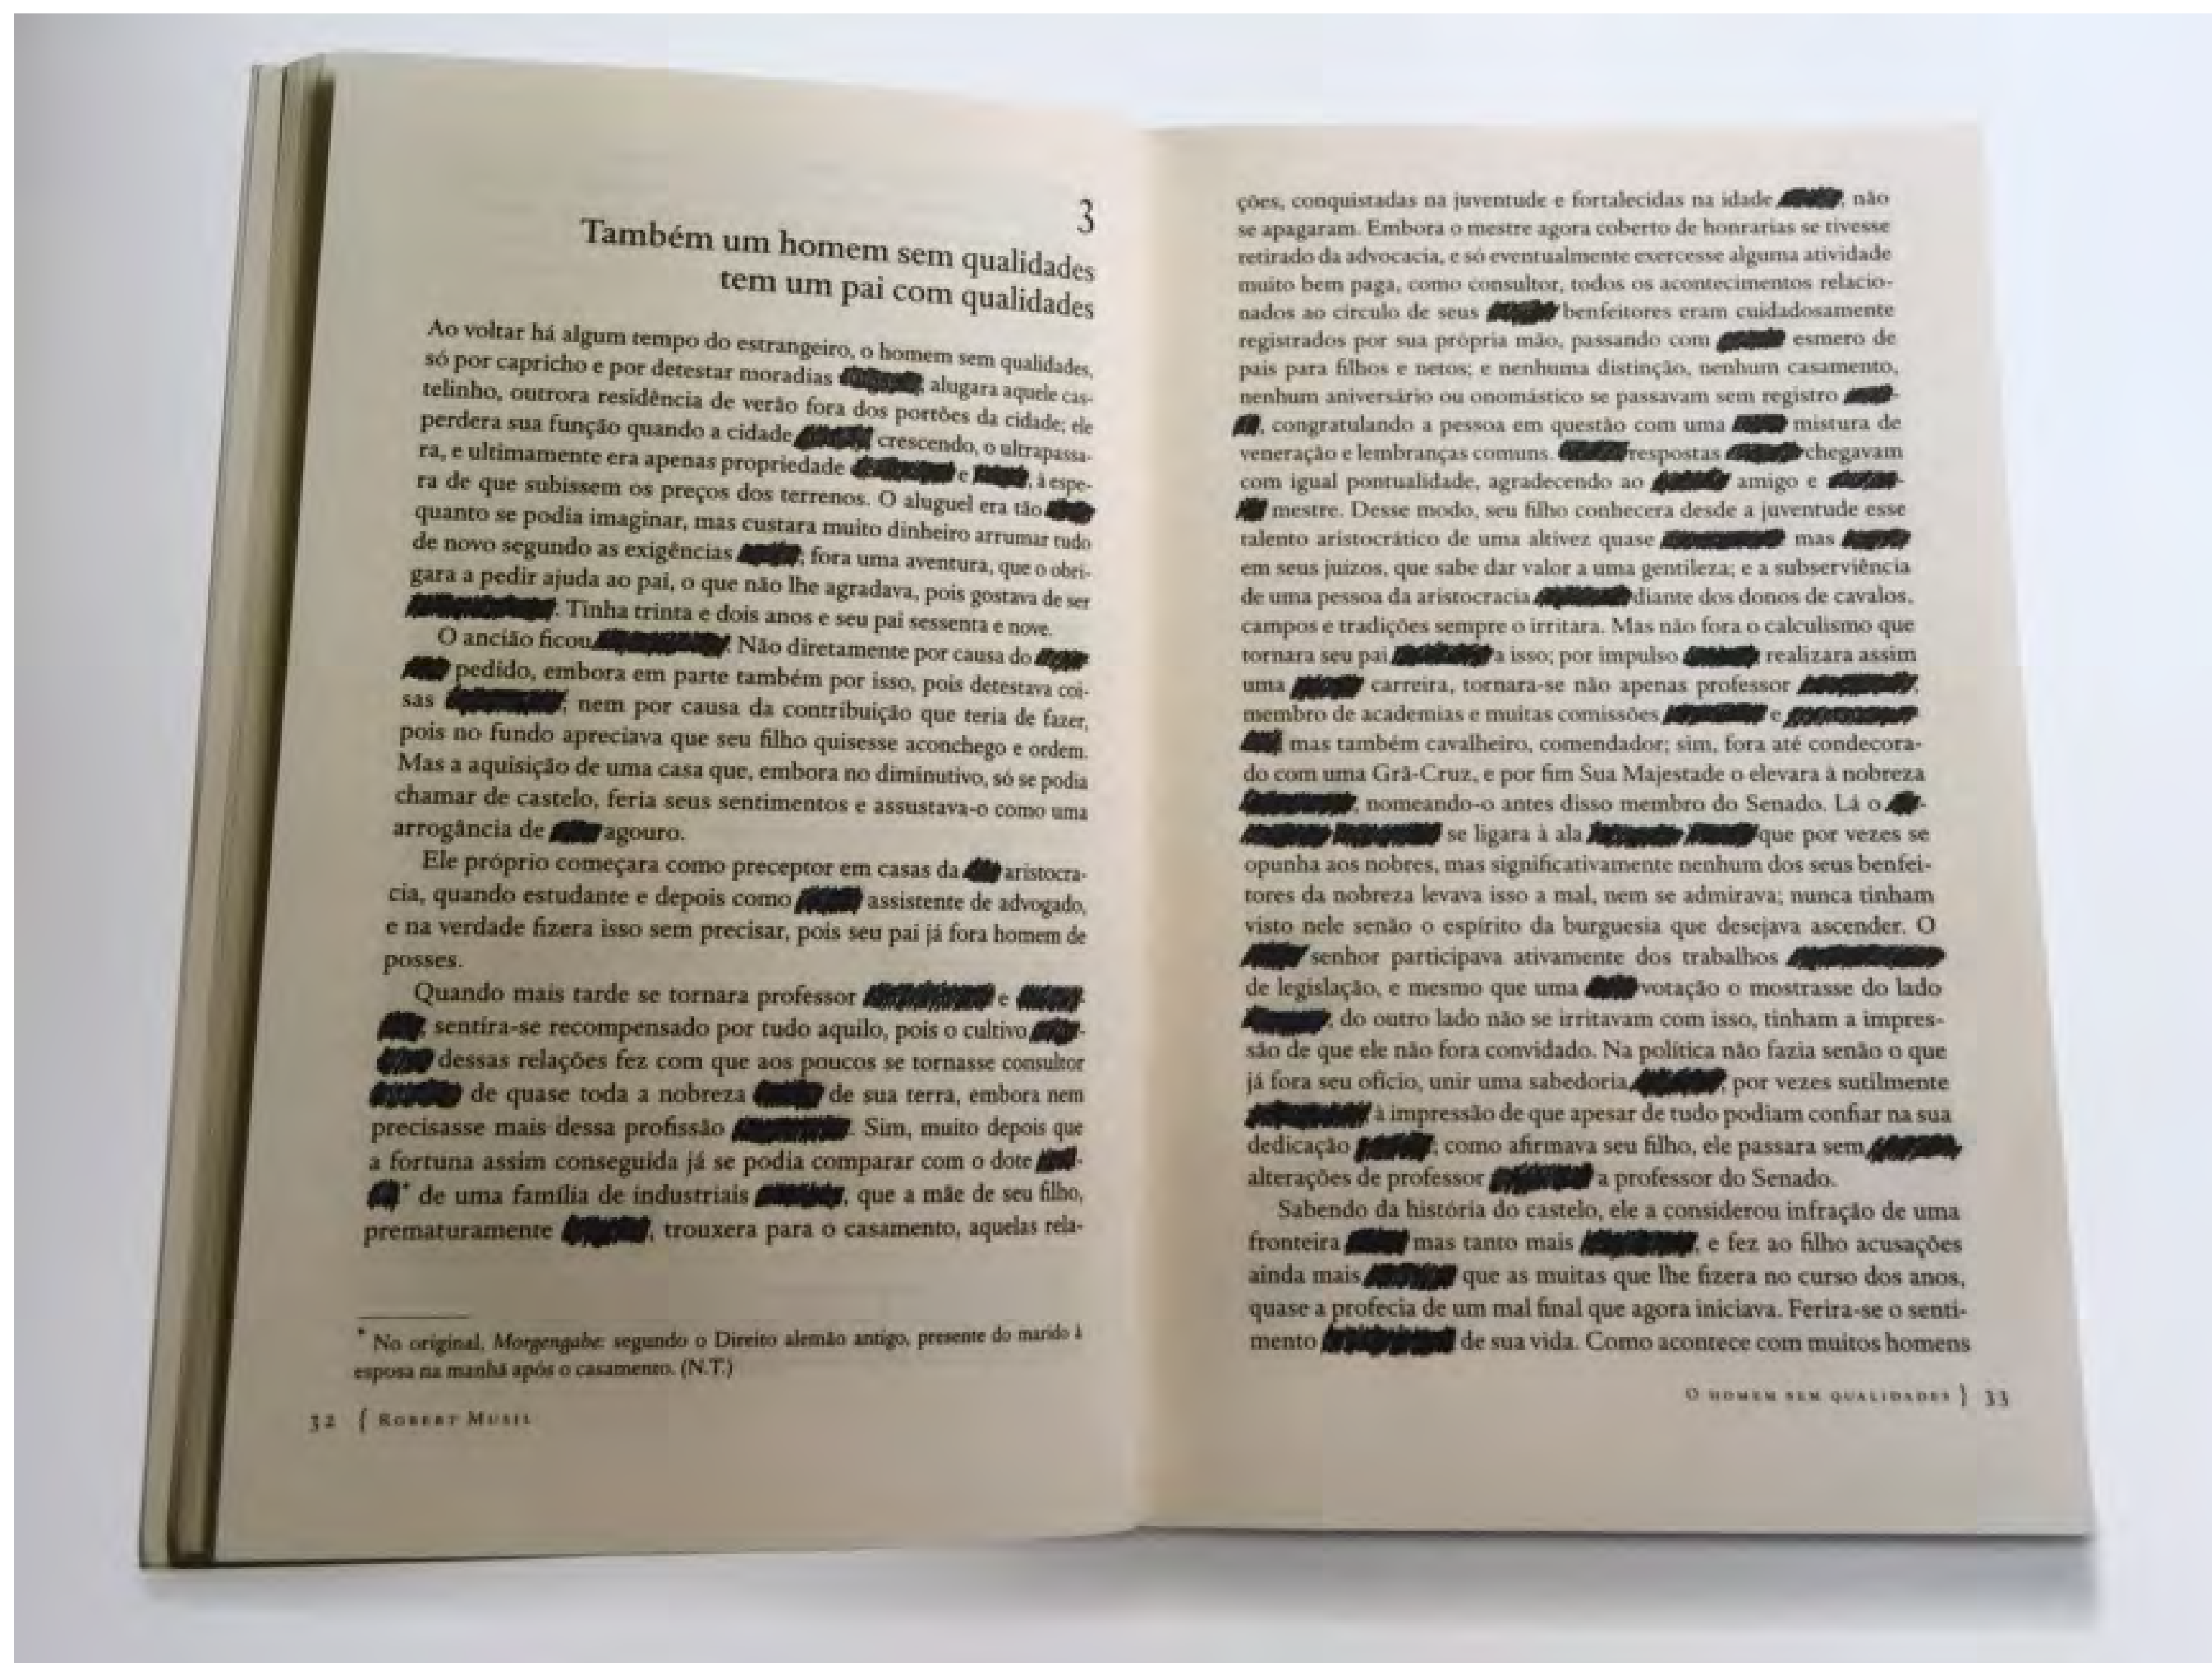 3
Também um homem sem qualidades
tem um pai com qualidades
Ao voltar há algum tempo do estrangeiro, o homem sem qualidades,
só por capricho e por detestar moradias , alugara aquele cas-
telinho, outrora residência de verão fora dos portões da cidade; ele
perdera sua função quando a cidade crescendo, o ultrapassa-
ra, e ultimamente era apenas propriedade e , à espe-
ra de que subissem os preços dos terrenos. O aluguel era tão
quanto se podia imaginar, mas custara muito dinheiro arrumar tudo
de novo segundo as exigências ; fora uma aventura, que o obri-
gara a pedir ajuda ao pai, o que não lhe agradava, pois gostava de ser
. Tinha trinta e dois anos e seu pai sessenta e nove.
O ancião ficou . Não diretamente por causa do
pedido, embora em parte também por isso, pois detestava coi-
sas ; nem por causa da contribuição que teria de fazer,
pois no fundo apreciava que seu filho quisesse aconchego e ordem.
Mas a aquisição de uma casa que, embora no diminutivo, só se podia
chamar de castelo, feria seus sentimentos e assustava-o como uma
arrogância de agouro.
Ele próprio começara como preceptor em casas da aristocra-
cia, quando estudante e depois como assistente de advogado,
e na verdade fizera isso sem precisar, pois seu pai já fora homem de
posses.
Quando mais tarde se tornara professor e
, sentira-se recompensado por tudo aquilo, pois o cultivo -
dessas relações fez com que aos poucos se tornasse consultor
de quase toda a nobreza de sua terra, embora nem
precisasse mais dessa profissão . Sim, muito depois que
a fortuna assim conseguida já se podia comparar com o dote -
* de uma família de industriais , que a mãe de seu filho,
prematuramente , trouxera para o casamento, aquelas rela-
* No original, Morgengabe: segundo o Direito alemão antigo, presente do marido à
esposa na manhã após o casamento. (N.T.)
32 { Robert Musil
ções, conquistadas na juventude e fortalecidas na idade , não
se apagaram. Embora o mestre agora coberto de honrarias se tivesse
retirado da advocacia, e só eventualmente exercesse alguma atividade
muito bem paga, como consultor, todos os acontecimentos relacio-
nados ao círculo de seus benfeitores eram cuidadosamente
registrados por sua própria mão, passando com esmero de
pais para filhos e netos; e nenhuma distinção, nenhum casamento,
nenhum aniversário ou onomástico se passavam sem registro -
, congratulando a pessoa em questão com uma mistura de
veneração e lembranças comuns. respostas chegavam
com igual pontualidade, agradecendo ao amigo e -
mestre. Desse modo, seu filho conhecera desde a juventude esse
talento aristocrático de uma altivez quase mas
em seus juízos, que sabe dar valor a uma gentileza; e a subserviência
de uma pessoa da aristocracia diante dos donos de cavalos,
campos e tradições sempre o irritara. Mas não fora o calculismo que
tornara seu pai a isso; por impulso realizara assim
uma carreira, tornara-se não apenas professor ,
membro de academias e muitas comissões e -
mas também cavalheiro, comendador; sim, fora até condecora-
do com uma Grã-Cruz, e por fim Sua Majestade o elevara à nobreza
, nomeando-o antes disso membro do Senado. Lá o -
se ligara à ala que por vezes se
opunha aos nobres, mas significativamente nenhum dos seus benfei-
tores da nobreza levava isso a mal, nem se admirava; nunca tinham
visto nele senão o espírito da burguesia que desejava ascender. O
senhor participava ativamente dos trabalhos
de legislação, e mesmo que uma votação o mostrasse do lado
, do outro lado não se irritavam com isso, tinham a impres-
são de que ele não fora convidado. Na política não fazia senão o que
já fora seu ofício, unir uma sabedoria , por vezes sutilmente
à impressão de que apesar de tudo podiam confiar na sua
dedicação ; como afirmava seu filho, ele passara sem
alterações de professor a professor do Senado.
Sabendo da história do castelo, ele a considerou infração de uma
fronteira mas tanto mais , e fez ao filho acusações
ainda mais que as muitas que lhe fizera no curso dos anos,
quase a profecia de um mal final que agora iniciava. Ferira-se o senti-
mento de sua vida. Como acontece com muitos homens
O homem sem qualidades } 33